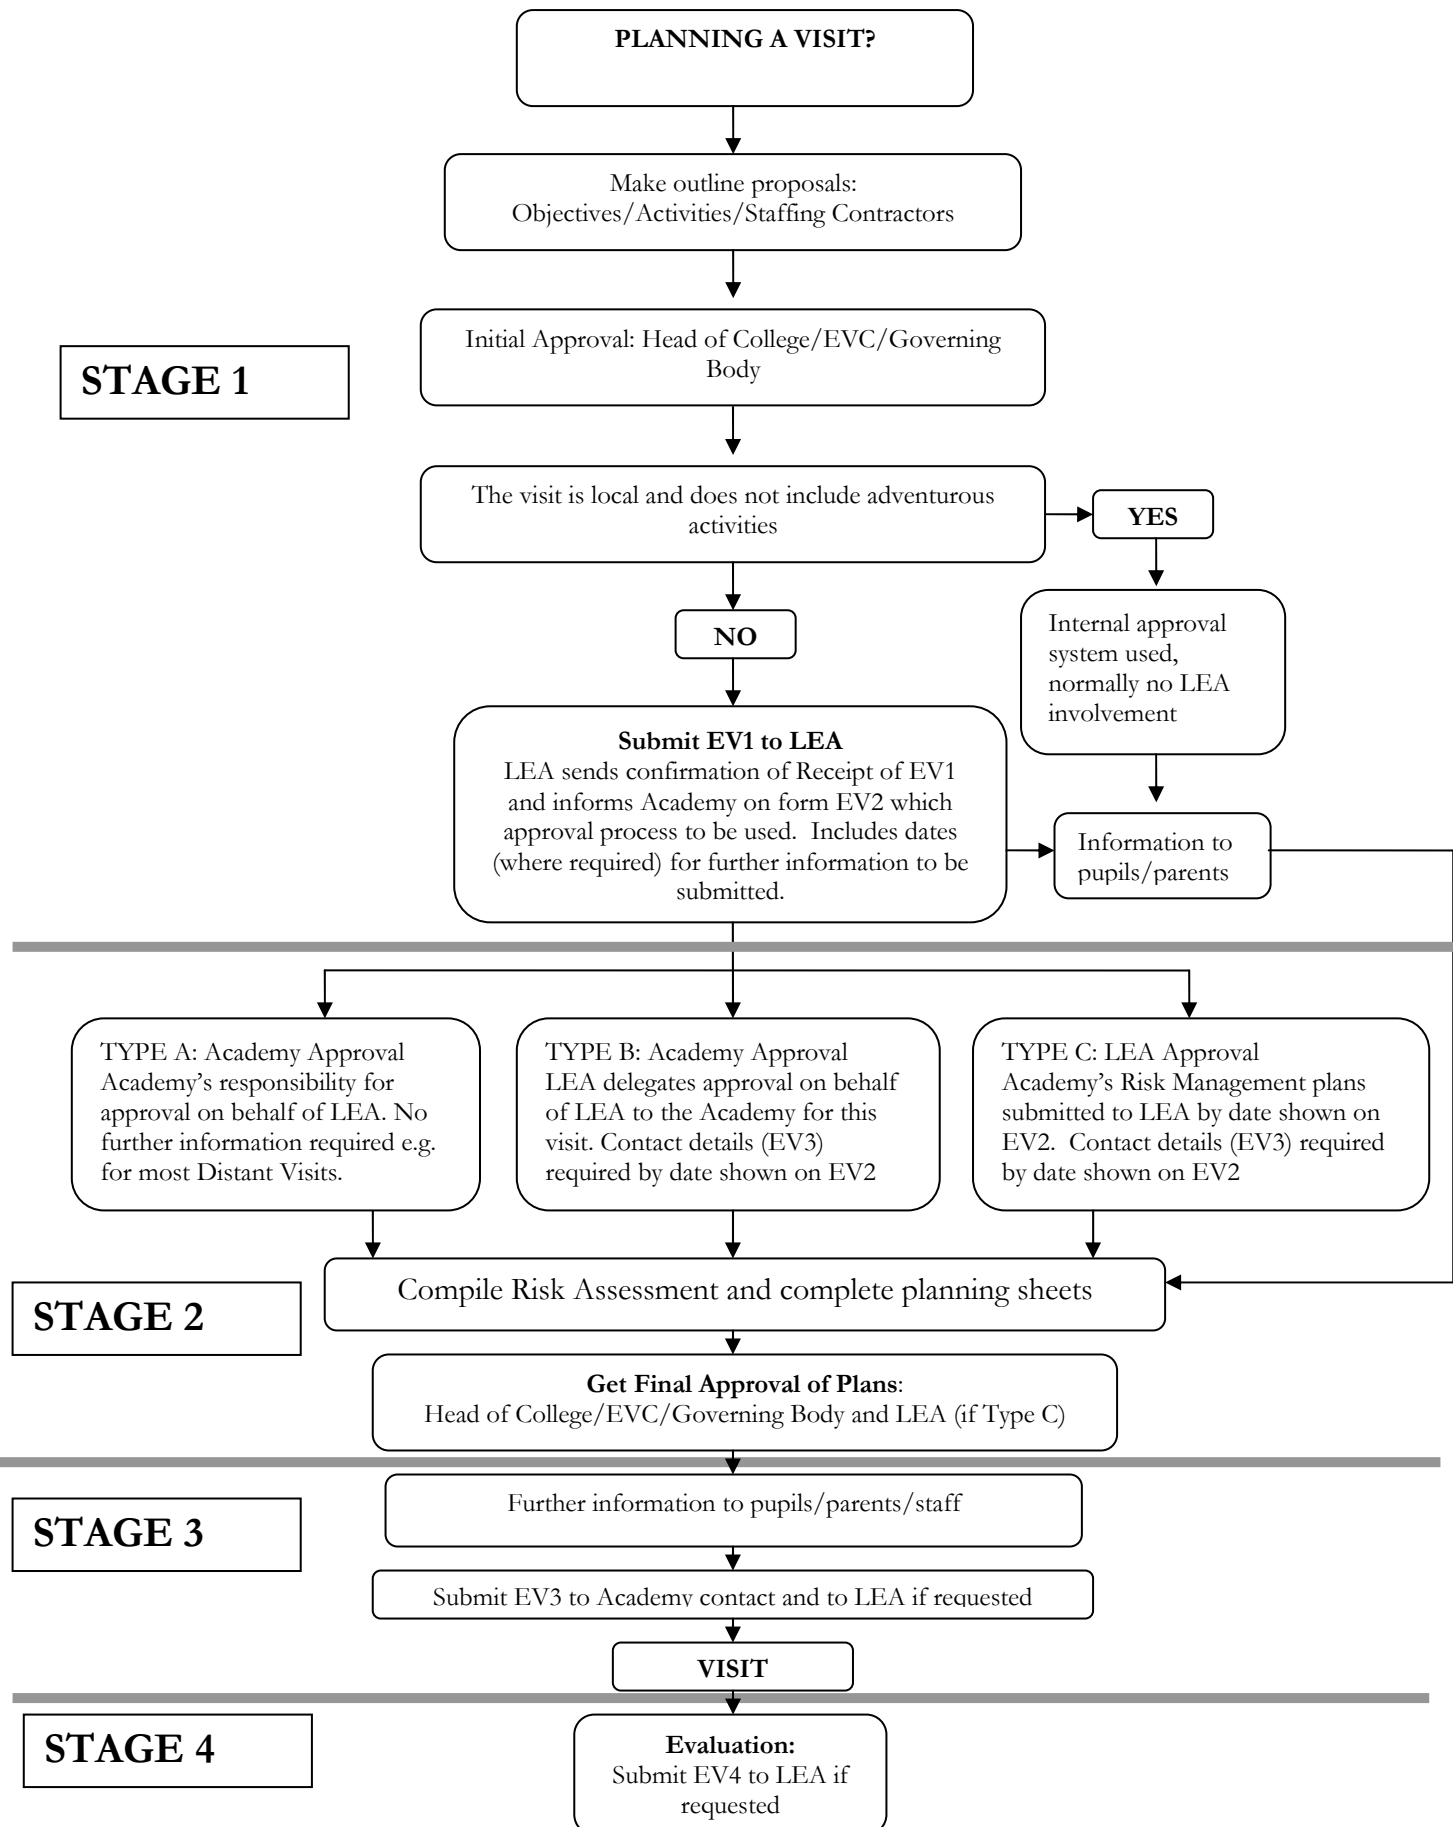 PLANNING A VISIT?
Make outline proposals:
Objectives/Activities/Staffing Contractors
Initial Approval: Head of College/EVC/Governing
Body
STAGE 1
The visit is local and does not include adventurous
activities
YES
NO
Internal approval
system used,
normally no LEA
involvement
Submit EV1 to LEA
LEA sends confirmation of Receipt of EV1
and informs Academy on form EV2 which
approval process to be used.  Includes dates
(where required) for further information to be
submitted.
Information to
pupils/parents
TYPE A: Academy Approval
Academy's responsibility for
approval on behalf of LEA. No
further information required e.g.
for most Distant Visits.
TYPE B: Academy Approval
LEA delegates approval on behalf
of LEA to the Academy for this
visit. Contact details (EV3)
required by date shown on EV2
TYPE C: LEA Approval
Academy's Risk Management plans
submitted to LEA by date shown on
EV2.  Contact details (EV3) required
by date shown on EV2
Compile Risk Assessment and complete planning sheets
STAGE 2
Get Final Approval of Plans:
Head of College/EVC/Governing Body and LEA (if Type C)
Further information to pupils/parents/staff
STAGE 3
Submit EV3 to Academy contact and to LEA if requested
VISIT
STAGE 4
Evaluation:
Submit EV4 to LEA if
requested